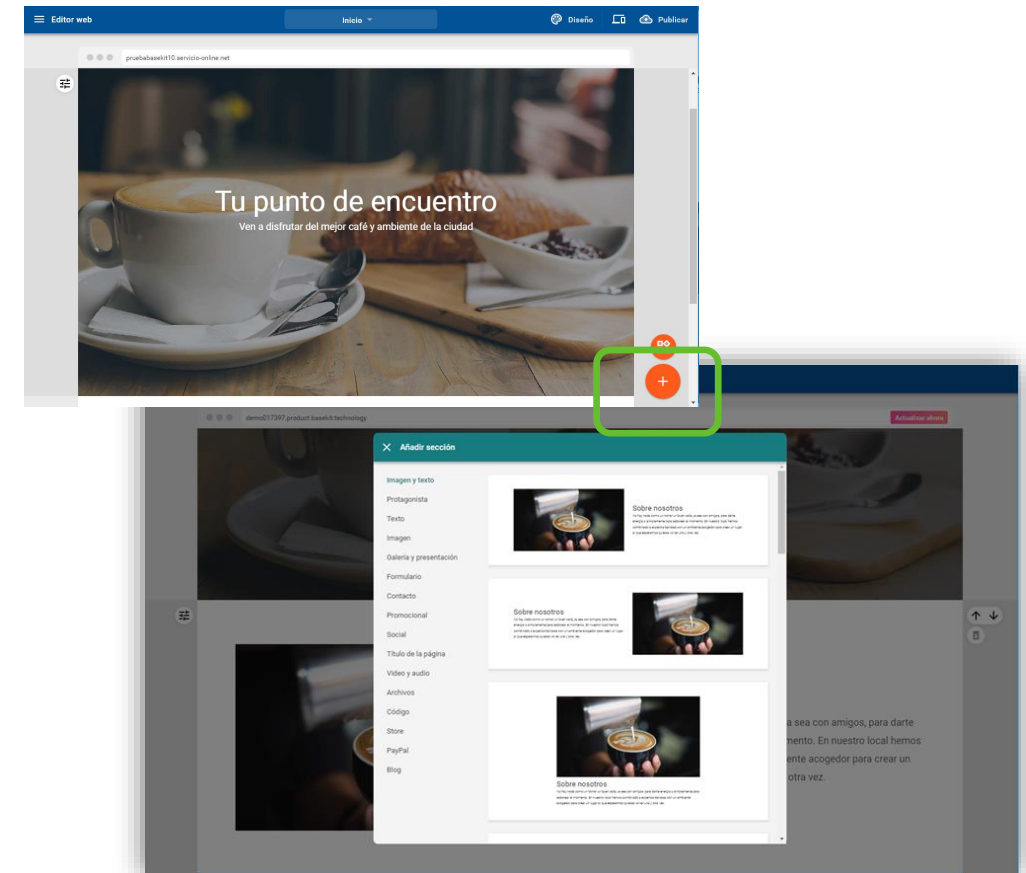 Editor web
Inicio
Diseño
Publicar
pruebabasekit10.servicio-online.net
Tu punto de encuentro
Ven a disfrutar del mejor café y ambiente de la ciudad
demo017397.product.basekit.technology
Actualizar ahora
Añadir sección
Imagen y texto
Protagonista
Texto
Imagen
Galería y presentación
Formulario
Contacto
Promocional
Social
Título de la página
Video y audio
Archivos
Código
Store
PayPal
Blog
Sobre nosotros
Sobre nosotros
Sobre nosotros
a sea con amigos, para darte
mento. En nuestro local hemos
ente acogedor para crear un
otra vez.